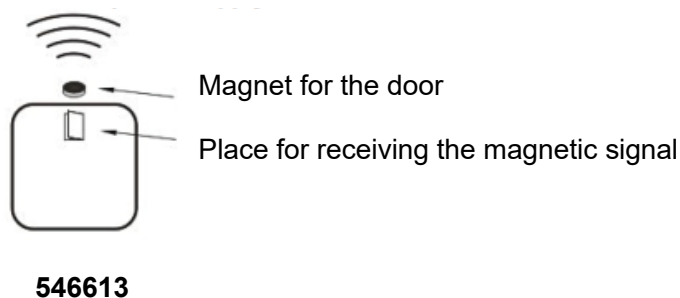 Magnet for the door
Place for receiving the magnetic signal
546613